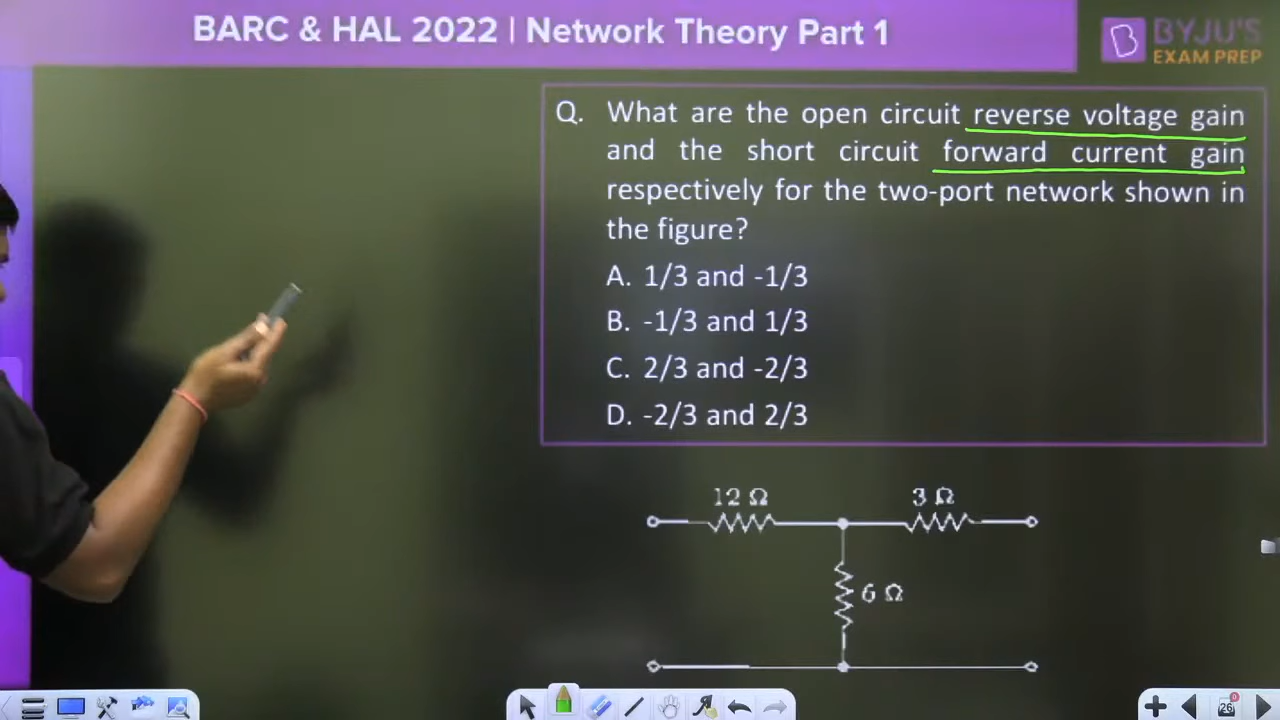 BARC & HAL 2022 | Network Theory Part 1
BYJU'S
EXAM PREP
Q. What are the open circuit reverse voltage gain
and the short circuit forward current gain
respectively for the two-port network shown in
the figure?
A. 1/3 and -1/3
B. -1/3 and 1/3
C. 2/3 and -2/3
D. -2/3 and 2/3
12 Ω
3 Ω
6 Ω
26
0